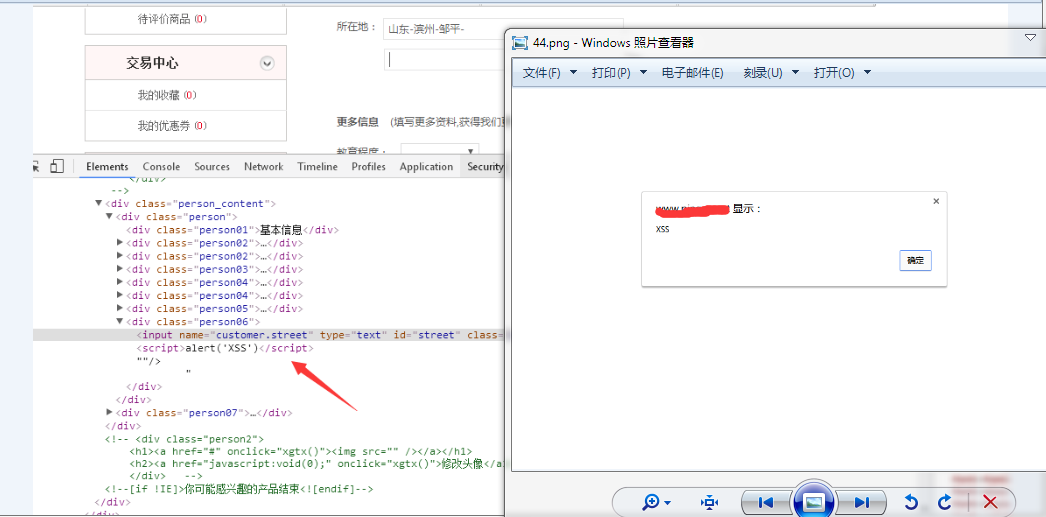 待评价商品 (0)
交易中心
我的收藏 (0)
我的优惠券 (0)
所在地：
山东-滨州-邹平-
更多信息 (填写更多资料,获得我们
教育程度：
44.png - Windows 照片查看器
文件(F) 打印(P) 电子邮件(E) 刻录(U) 打开(O)
显示：
XSS
确定
Elements Console Sources Network Timeline Profiles Application Security
</div>
-->
<div class="person_content">
<div class="person">
<div class="person01">基本信息</div>
<div class="person02">…</div>
<div class="person02">…</div>
<div class="person03">…</div>
<div class="person04">…</div>
<div class="person04">…</div>
<div class="person05">…</div>
<div class="person06">
<input name="customer.street" type="text" id="street" class=
<script>alert('XSS')</script>
""/>
"
</div>
</div>
<div class="person07">…</div>
</div>
<!-- <div class="person2">
<h1><a href="#" onclick="xgtx()"><img src="" /></a></h1>
<h2><a href="javascript:void(0);" onclick="xgtx()">修改头像</a
</div> -->
<!--[if !IE]>你可能感兴趣的产品结束<![endif]-->
</div>
</div>